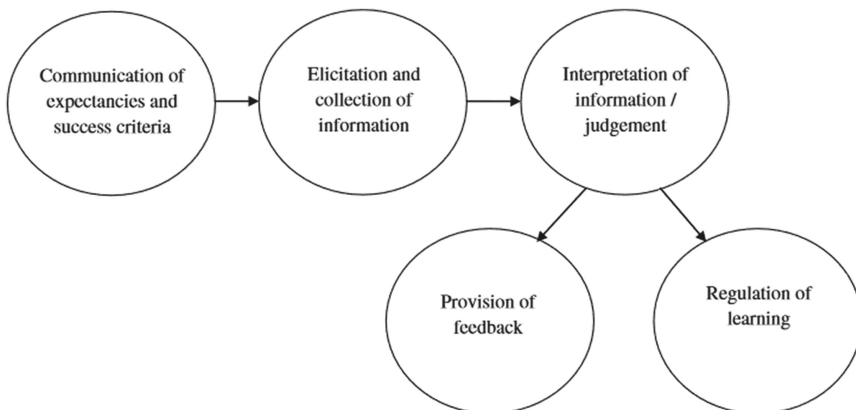 Communication of
expectancies and
success criteria
Elicitation and
collection of
information
Interpretation of
information /
judgement
Provision of
feedback
Regulation of
learning